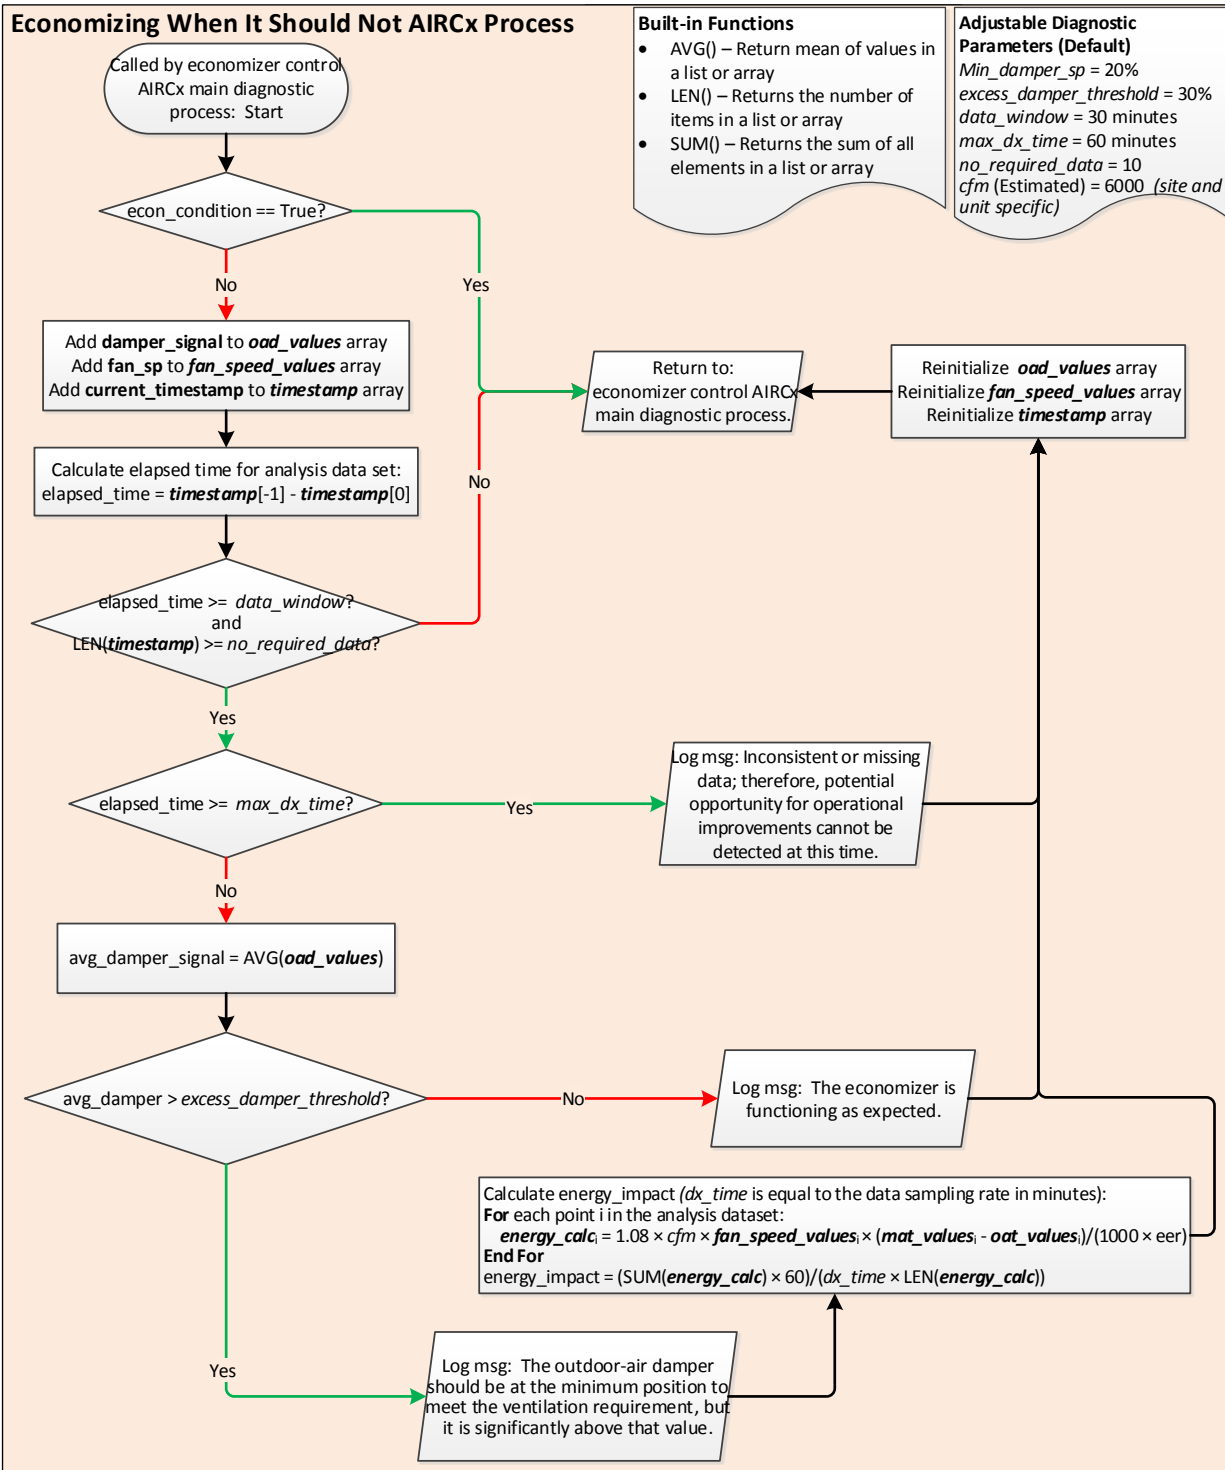 Economizing When It Should Not AIRCx Process
Called by economizer control
AIRCx main diagnostic
process:  Start
Built-in Functions
• AVG() – Return mean of values in
a list or array
• LEN() – Returns the number of
items in a list or array
• SUM() – Returns the sum of all
elements in a list or array
Adjustable Diagnostic
Parameters (Default)
Min_damper_sp = 20%
excess_damper_threshold = 30%
data_window = 30 minutes
max_dx_time = 60 minutes
no_required_data = 10
cfm (Estimated) = 6000  (site and
unit specific)
econ_condition == True?
Yes
No
Add damper_signal to oad_values array
Add fan_sp to fan_speed_values array
Add current_timestamp to timestamp array
Return to:
economizer control AIRCx
main diagnostic process.
Reinitialize oad_values array
Reinitialize fan_speed_values array
Reinitialize timestamp array
Calculate elapsed time for analysis data set:
elapsed_time = timestamp[-1] - timestamp[0]
No
elapsed_time >= data_window?
and
LEN(timestamp) >= no_required_data?
Yes
elapsed_time >= max_dx_time?
Yes
Log msg: Inconsistent or missing
data; therefore, potential
opportunity for operational
improvements cannot be
detected at this time.
No
avg_damper_signal = AVG(oad_values)
avg_damper > excess_damper_threshold?
No
Log msg:  The economizer is
functioning as expected.
Calculate energy_impact (dx_time is equal to the data sampling rate in minutes):
For each point i in the analysis dataset:
energy_calci = 1.08 × cfm × fan_speed_valuesi × (mat_valuesi - oat_valuesi)/(1000 × eer)
End For
energy_impact = (SUM(energy_calc) × 60)/(dx_time × LEN(energy_calc))
Yes
Log msg:  The outdoor-air damper
should be at the minimum position to
meet the ventilation requirement, but
it is significantly above that value.